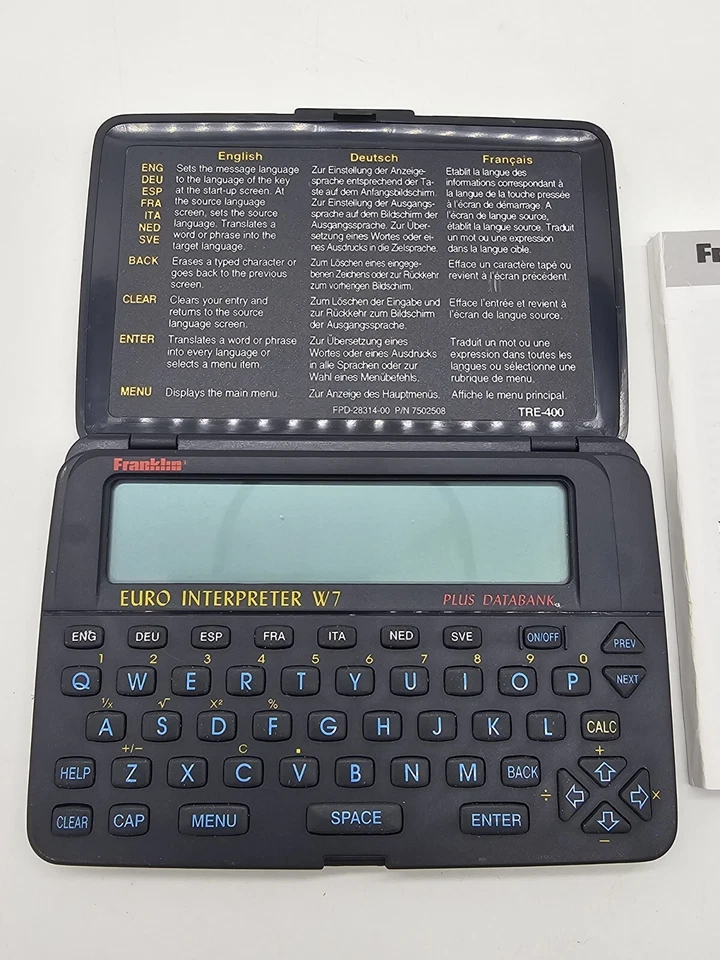 English
Deutsch
Français
ENG
DEU
ESP
FRA
ITA
NED
SVE
Sets the message language
to the language of the key
at the start-up screen. At
the source language
screen, sets the source
language. Translates a
word or phrase into the
target language.
Zur Einstellung der Anzeige-
sprache entsprechend der Ta-
ste auf dem Anfangsbildschirm.
Zur Einstellung der Ausgangs-
sprache auf dem Bildschirm der
Ausgangssprache. Zur Über-
setzung eines Wortes oder ei-
nes Ausdrucks in die Zielsprache.
Etablit la langue des
informations correspondant à
la langue de la touche pressée
à l'écran de démarrage. A
l'écran de langue source,
établit la langue source. Traduit
un mot ou une expression
dans la langue cible.
BACK
Erases a typed character or
goes back to the previous
screen.
Zum Löschen eines eingege-
benen Zeichens oder zur Rückkehr
zum vorhergen Bildschirm.
Efface un caractère tapé ou
revient à l'écran précédent.
CLEAR
Clears your entry and
returns to the source
language screen.
Zum Löschen der Eingabe und
zur Rückkehr zum Bildschirm
der Ausgangssprache.
Efface l'entrée et revient à
l'écran de langue source.
ENTER
Translates a word or phrase
into every language or
selects a menu item.
Zur Übersetzung eines
Wortes oder eines Ausdrucks
in alle Sprachen oder zur
Wahl eines Menübefehls.
Traduit un mot ou une
expression dans toutes les
langues ou sélectionne une
rubrique de menu.
MENU
Displays the main menu.
Zur Anzeige des Hauptmenüs.
Affiche le menu principal.
FPD-28314-00 P/N 7502508
TRE-400
Franklin
EURO INTERPRETER W7
PLUS DATABANK
ENG DEU ESP FRA ITA NED SVE ON/OFF PREV
1 2 3 4 5 6 7 8 9 0
Q W E R T Y U I O P NEXT
1/x √ X² %
A S D F G H J K L CALC
+/− C . +
HELP Z X C V B N M BACK
÷ ×
CLEAR CAP MENU SPACE ENTER
−